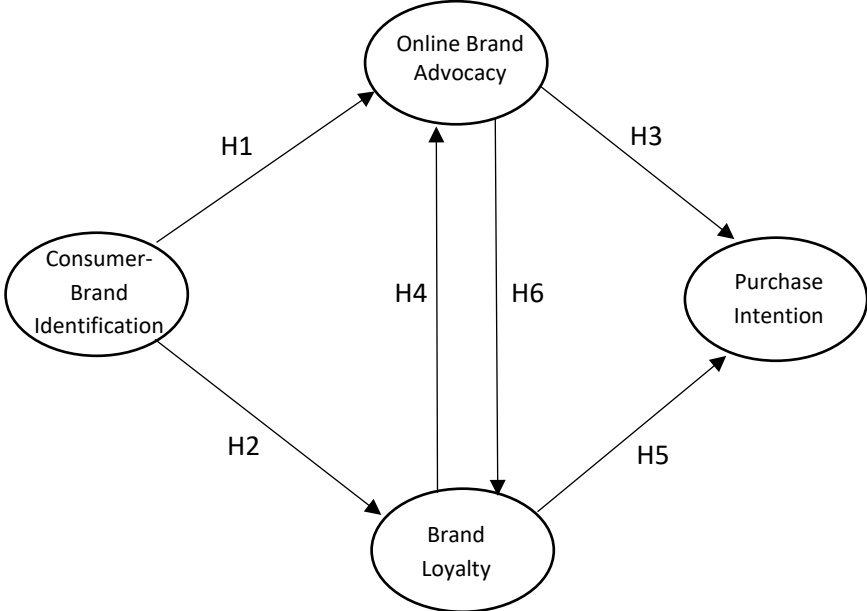 Online Brand
Advocacy
H1
H3
Consumer-
Brand
Identification
H4
H6
Purchase
Intention
H2
H5
Brand
Loyalty